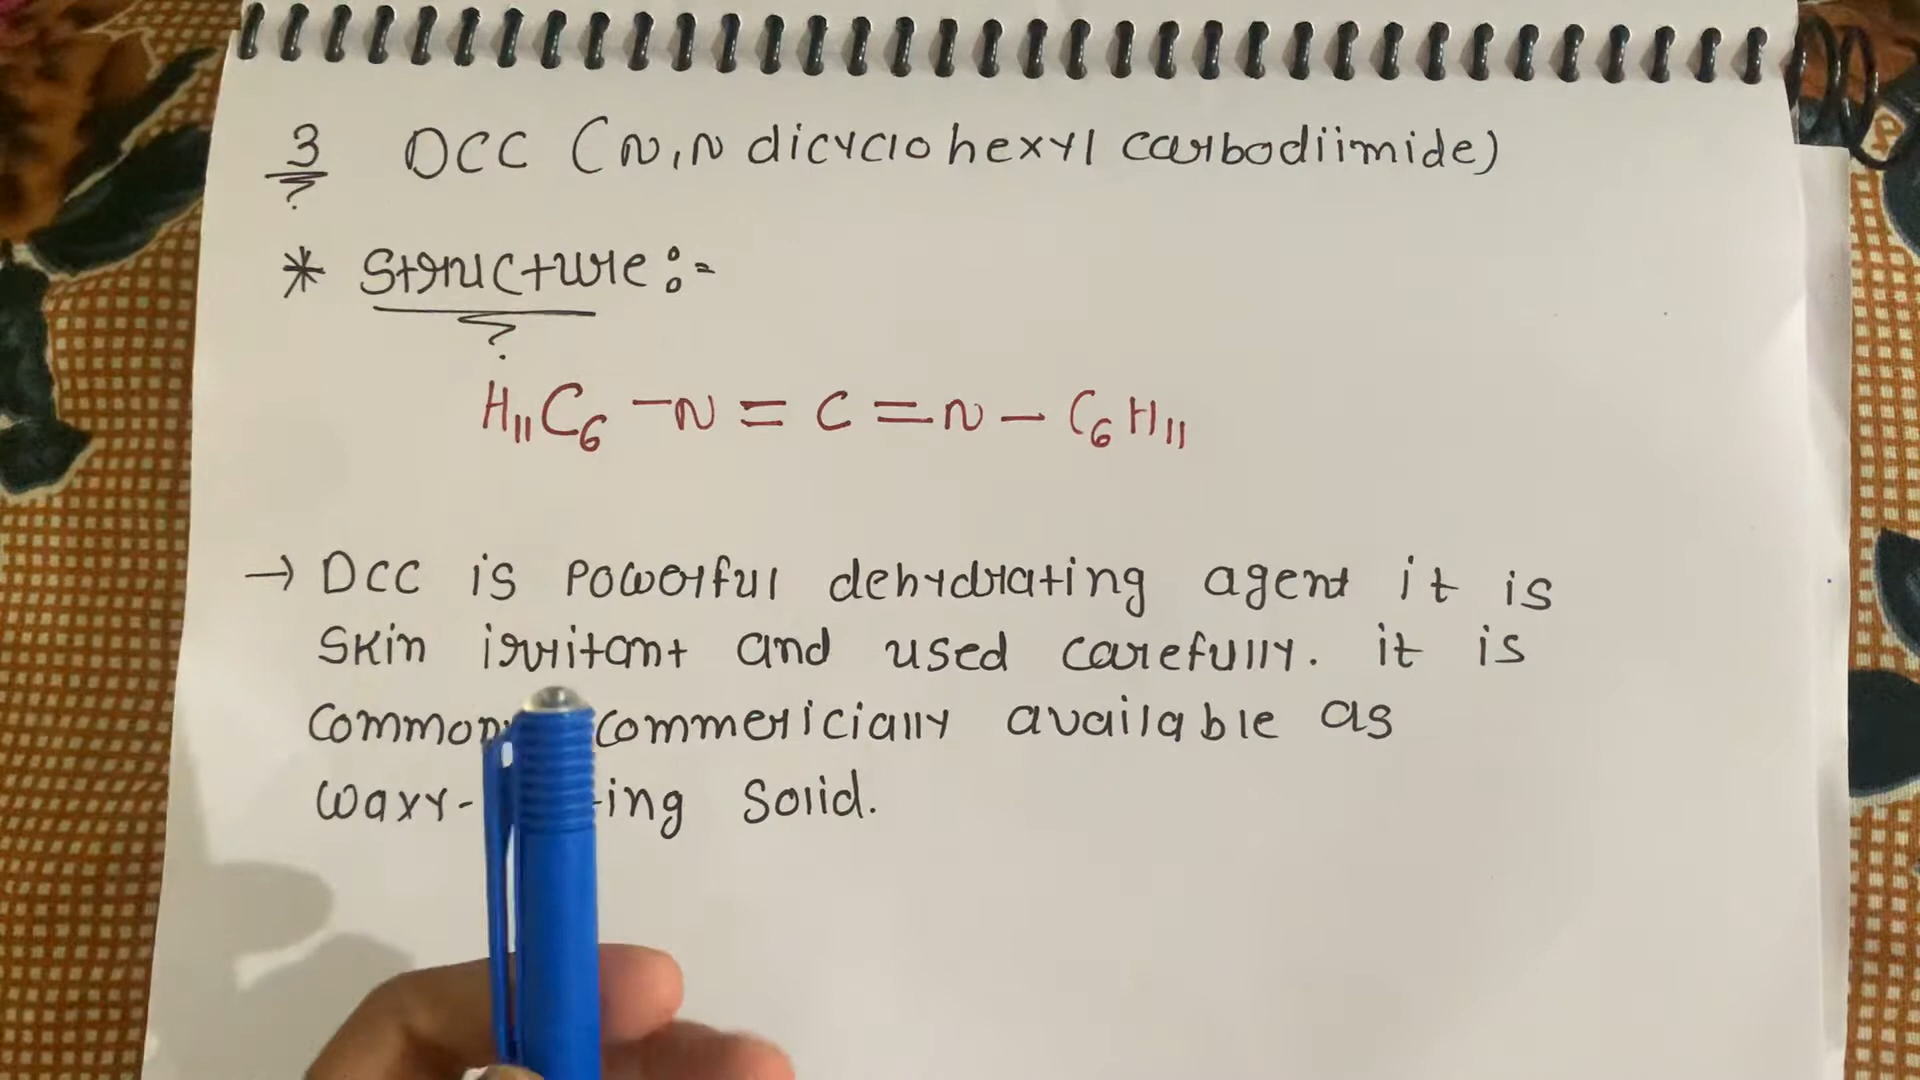 3 DCC (N,N dicyclohexyl carbodiimide)
* Structure :-
H11C6 - N = C = N - C6H11
→ DCC is powerful dehydrating agent it is
skin irritant and used carefully. it is
commericially available as
waxy- ing solid.